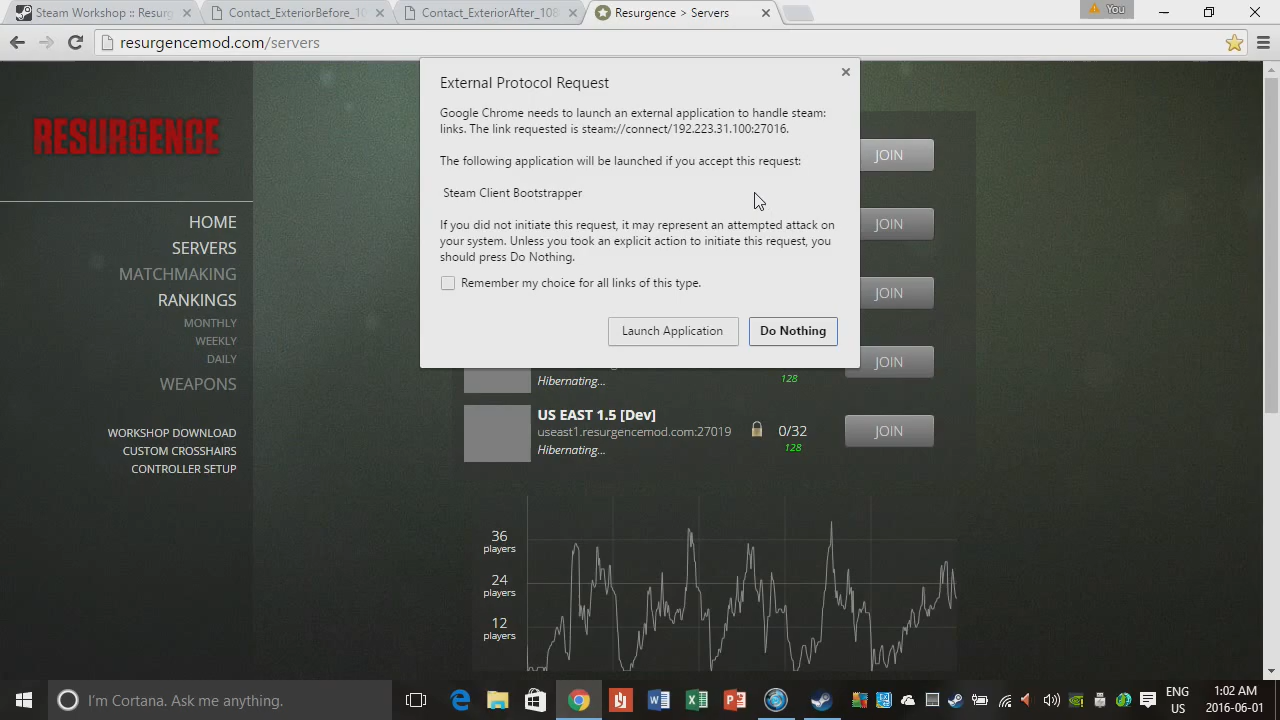 Steam Workshop :: Resurg
Contact_ExteriorBefore_10
Contact_ExteriorAfter_108
Resurgence > Servers
You
resurgencemod.com/servers
RESURGENCE
HOME
SERVERS
MATCHMAKING
RANKINGS
MONTHLY
WEEKLY
DAILY
WEAPONS
WORKSHOP DOWNLOAD
CUSTOM CROSSHAIRS
CONTROLLER SETUP
External Protocol Request
Google Chrome needs to launch an external application to handle steam:
links. The link requested is steam://connect/192.223.31.100:27016.
The following application will be launched if you accept this request:
Steam Client Bootstrapper
If you did not initiate this request, it may represent an attempted attack on
your system. Unless you took an explicit action to initiate this request, you
should press Do Nothing.
Remember my choice for all links of this type.
Launch Application
Do Nothing
JOIN
JOIN
JOIN
JOIN
Hibernating...
128
US EAST 1.5 [Dev]
useast1.resurgencemod.com:27019
0/32
JOIN
Hibernating...
128
36
players
24
players
12
players
I'm Cortana. Ask me anything.
ENG
US
1:02 AM
2016-06-01